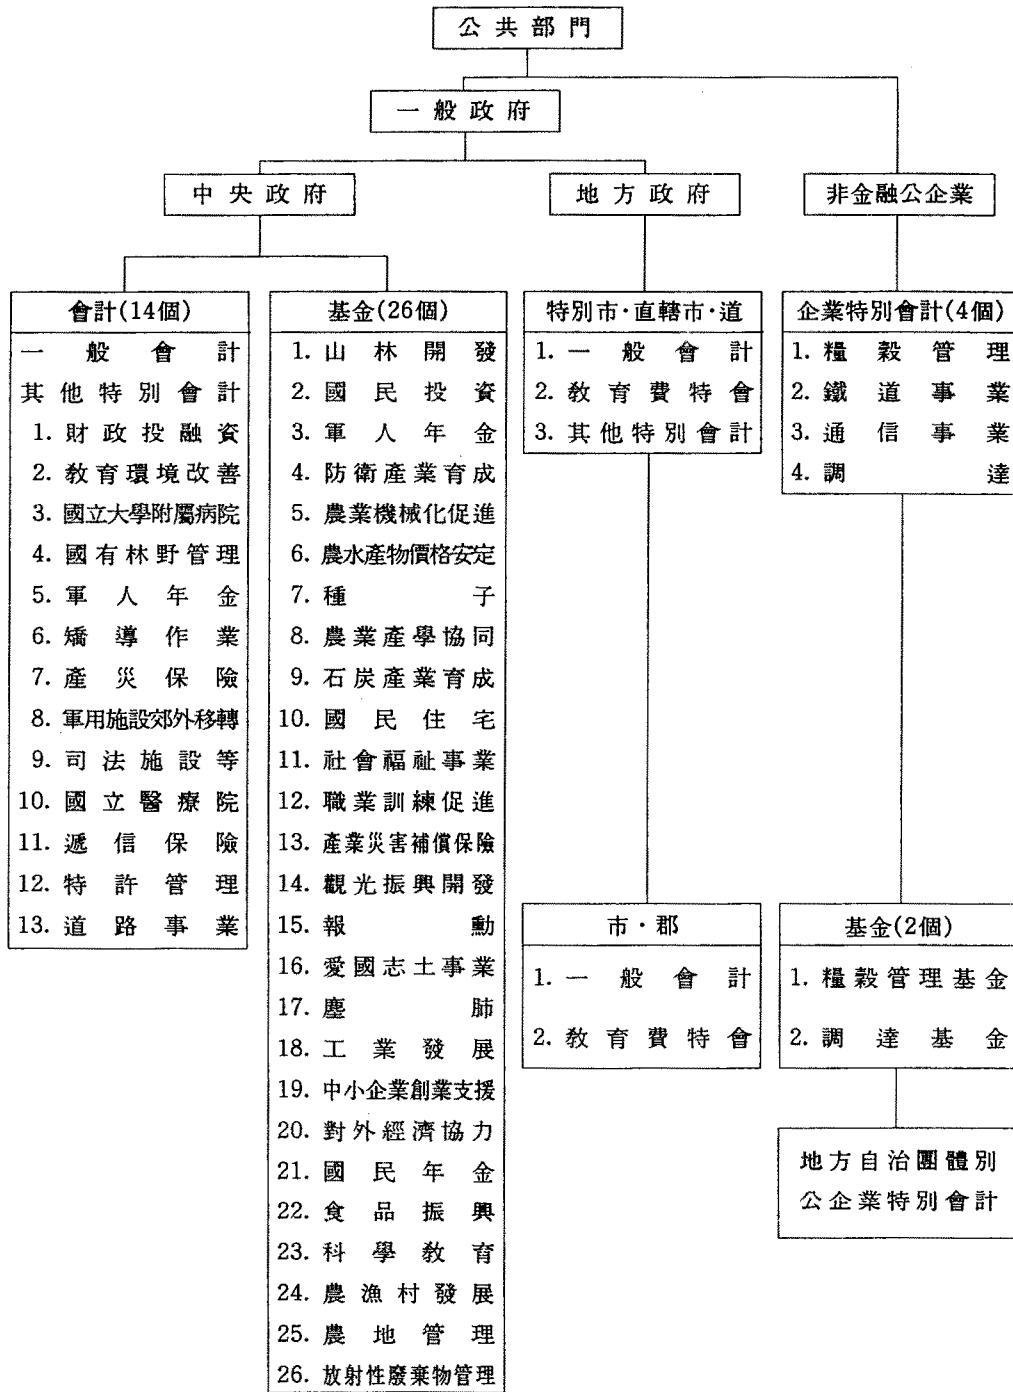 公共部門
一般政府
中央政府
地方政府
非金融公企業
會計(14個)
一般會計
其他特別會計
1. 財政投融資
2. 敎育環境改善
3. 國立大學附屬病院
4. 國有林野管理
5. 軍人年金
6. 矯導作業
7. 產災保險
8. 軍用施設郊外移轉
9. 司法施設等
10. 國立醫療院
11. 遞信保險
12. 特許管理
13. 道路事業
基金(26個)
1. 山林開發
2. 國民投資
3. 軍人年金
4. 防衛產業育成
5. 農業機械化促進
6. 農水產物價格安定
7. 種子
8. 農業產學協同
9. 石炭產業育成
10. 國民住宅
11. 社會福祉事業
12. 職業訓練促進
13. 產業災害補償保險
14. 觀光振興開發
15. 報勳
16. 愛國志士事業
17. 塵肺
18. 工業發展
19. 中小企業創業支援
20. 對外經濟協力
21. 國民年金
22. 食品振興
23. 科學敎育
24. 農漁村發展
25. 農地管理
26. 放射性廢棄物管理
特別市·直轄市·道
1. 一般會計
2. 敎育費特會
3. 其他特別會計
市·郡
1. 一般會計
2. 敎育費特會
企業特別會計(4個)
1. 糧穀管理
2. 鐵道事業
3. 通信事業
4. 調達
基金(2個)
1. 糧穀管理基金
2. 調達基金
地方自治團體別
公企業特別會計